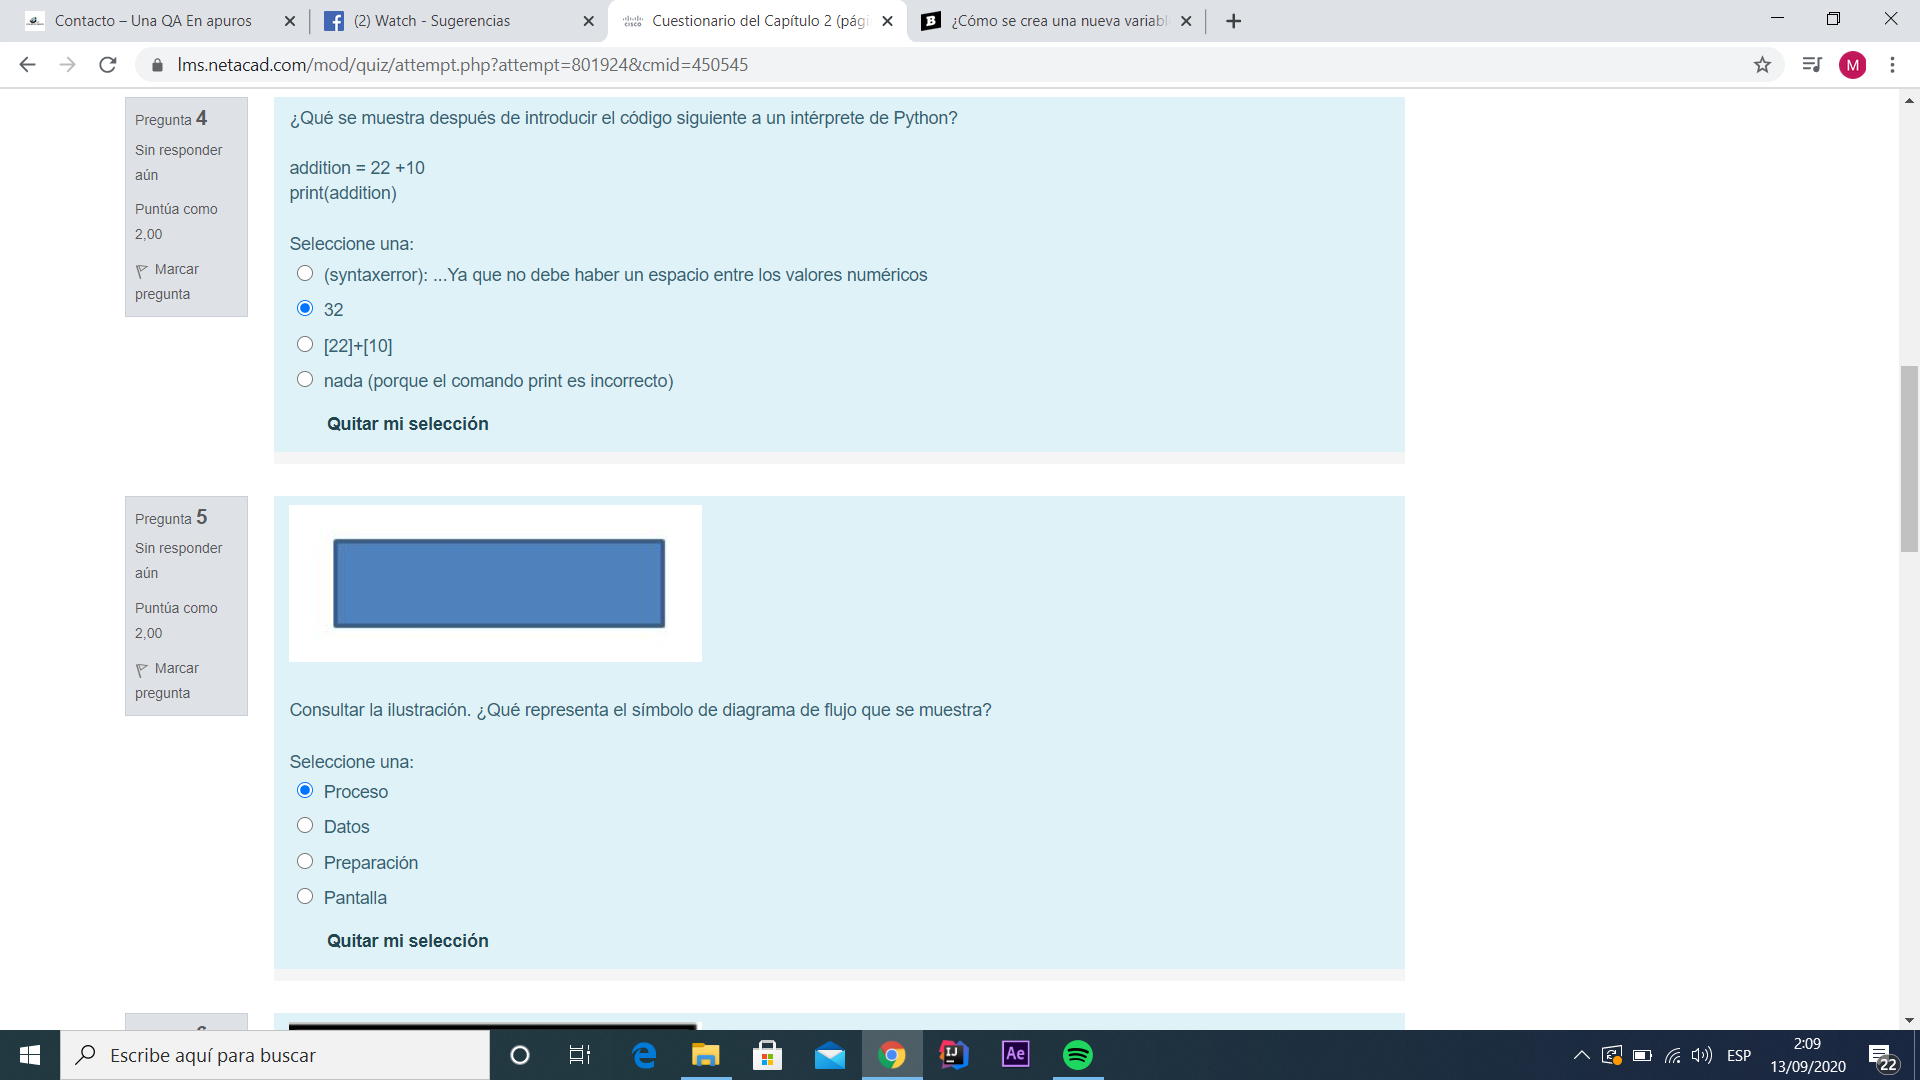 Contacto – Una QA En apuros
(2) Watch - Sugerencias
cisco
Cuestionario del Capítulo 2 (pági
B
¿Cómo se crea una nueva variabl
lms.netacad.com/mod/quiz/attempt.php?attempt=801924&cmid=450545
M
Pregunta 4
Sin responder
aún
Puntúa como
2,00
Marcar
pregunta
¿Qué se muestra después de introducir el código siguiente a un intérprete de Python?
addition = 22 +10
print(addition)
Seleccione una:
(syntaxerror): ...Ya que no debe haber un espacio entre los valores numéricos
32
[22]+[10]
nada (porque el comando print es incorrecto)
Quitar mi selección
Pregunta 5
Sin responder
aún
Puntúa como
2,00
Marcar
pregunta
Consultar la ilustración. ¿Qué representa el símbolo de diagrama de flujo que se muestra?
Seleccione una:
Proceso
Datos
Preparación
Pantalla
Quitar mi selección
Escribe aquí para buscar
IJ
Ae
ESP
2:09
13/09/2020
22